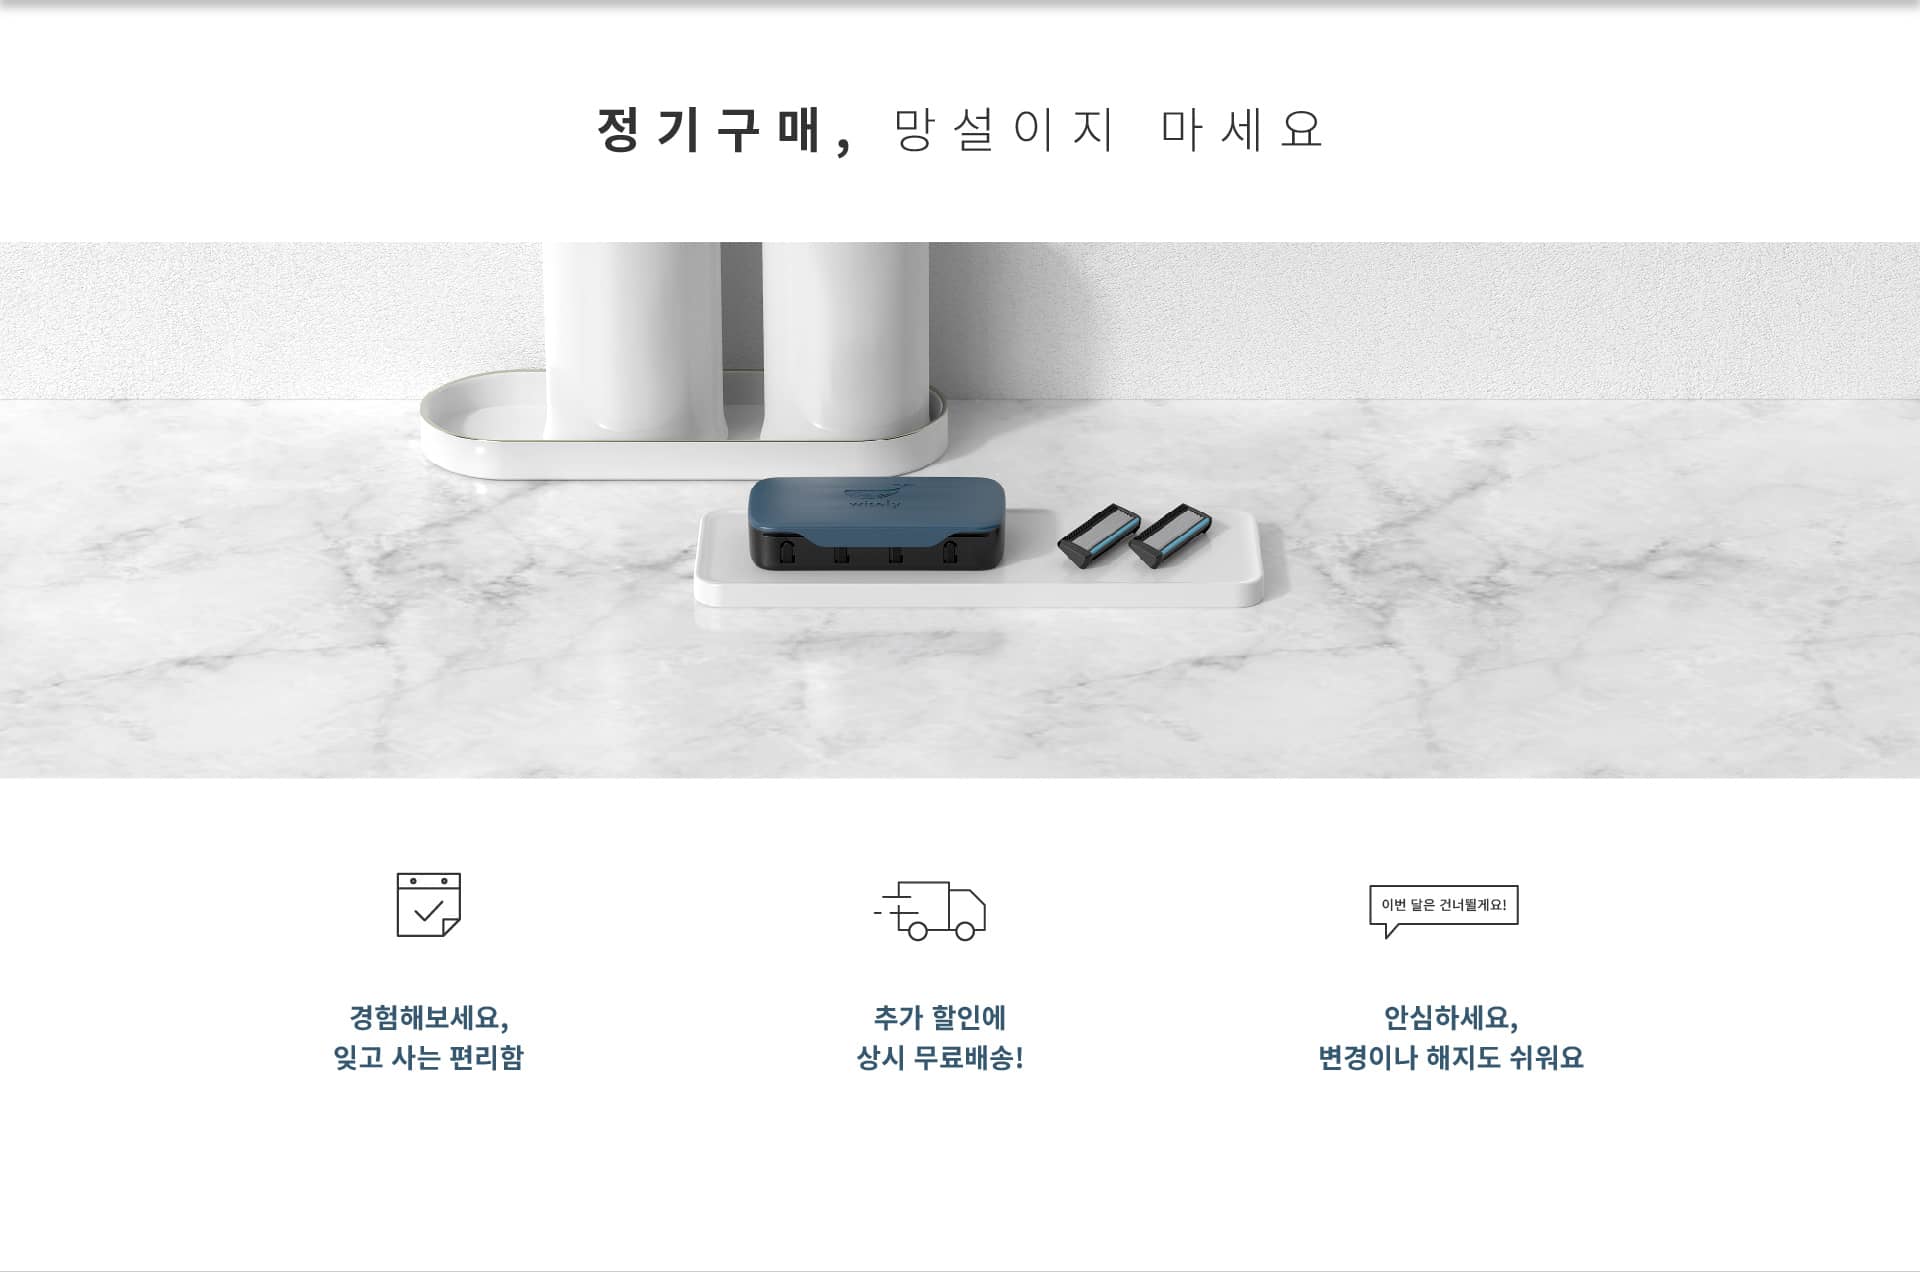 정기구매, 망설이지 마세요
wisely
이번 달은 건너뛸게요!
경험해보세요,
잊고 사는 편리함
추가 할인에
상시 무료배송!
안심하세요,
변경이나 해지도 쉬워요